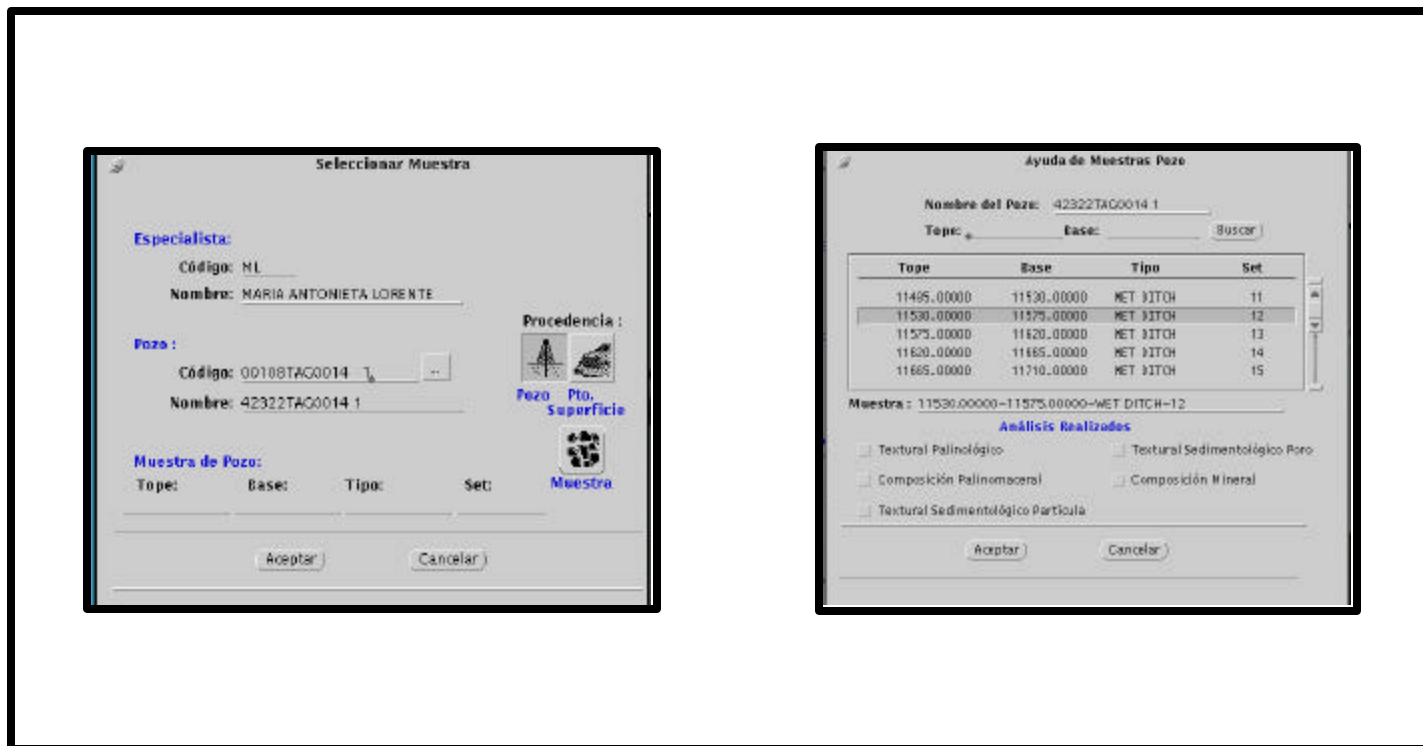 Seleccionar Muestra
Especialista:
Código: ML
Nombre: MARIA ANTONIETA LORENTE
Procedencia :
Pozo :
Código: 00108TAG0014 1
..
Nombre: 42322TAG0014 1
Pozo Pto. Superficie
Muestra de Pozo:
Tope: Base: Tipo: Set:
Muestra
Aceptar Cancelar
Ayuda de Muestras Pozo
Nombre del Pozo: 42322TAG0014 1
Tope: Base: Buscar
Tope Base Tipo Set
11485.00000 11530.00000 WET DITCH 11
11530.00000 11575.00000 WET DITCH 12
11575.00000 11620.00000 WET DITCH 13
11620.00000 11665.00000 WET DITCH 14
11665.00000 11710.00000 WET DITCH 15
Muestra : 11530.00000-11575.00000-WET DITCH-12
Análisis Realizados
Textural Palinológico Textural Sedimentológico Poro
Composición Palinomaceral Composición Mineral
Textural Sedimentológico Partícula
Aceptar Cancelar